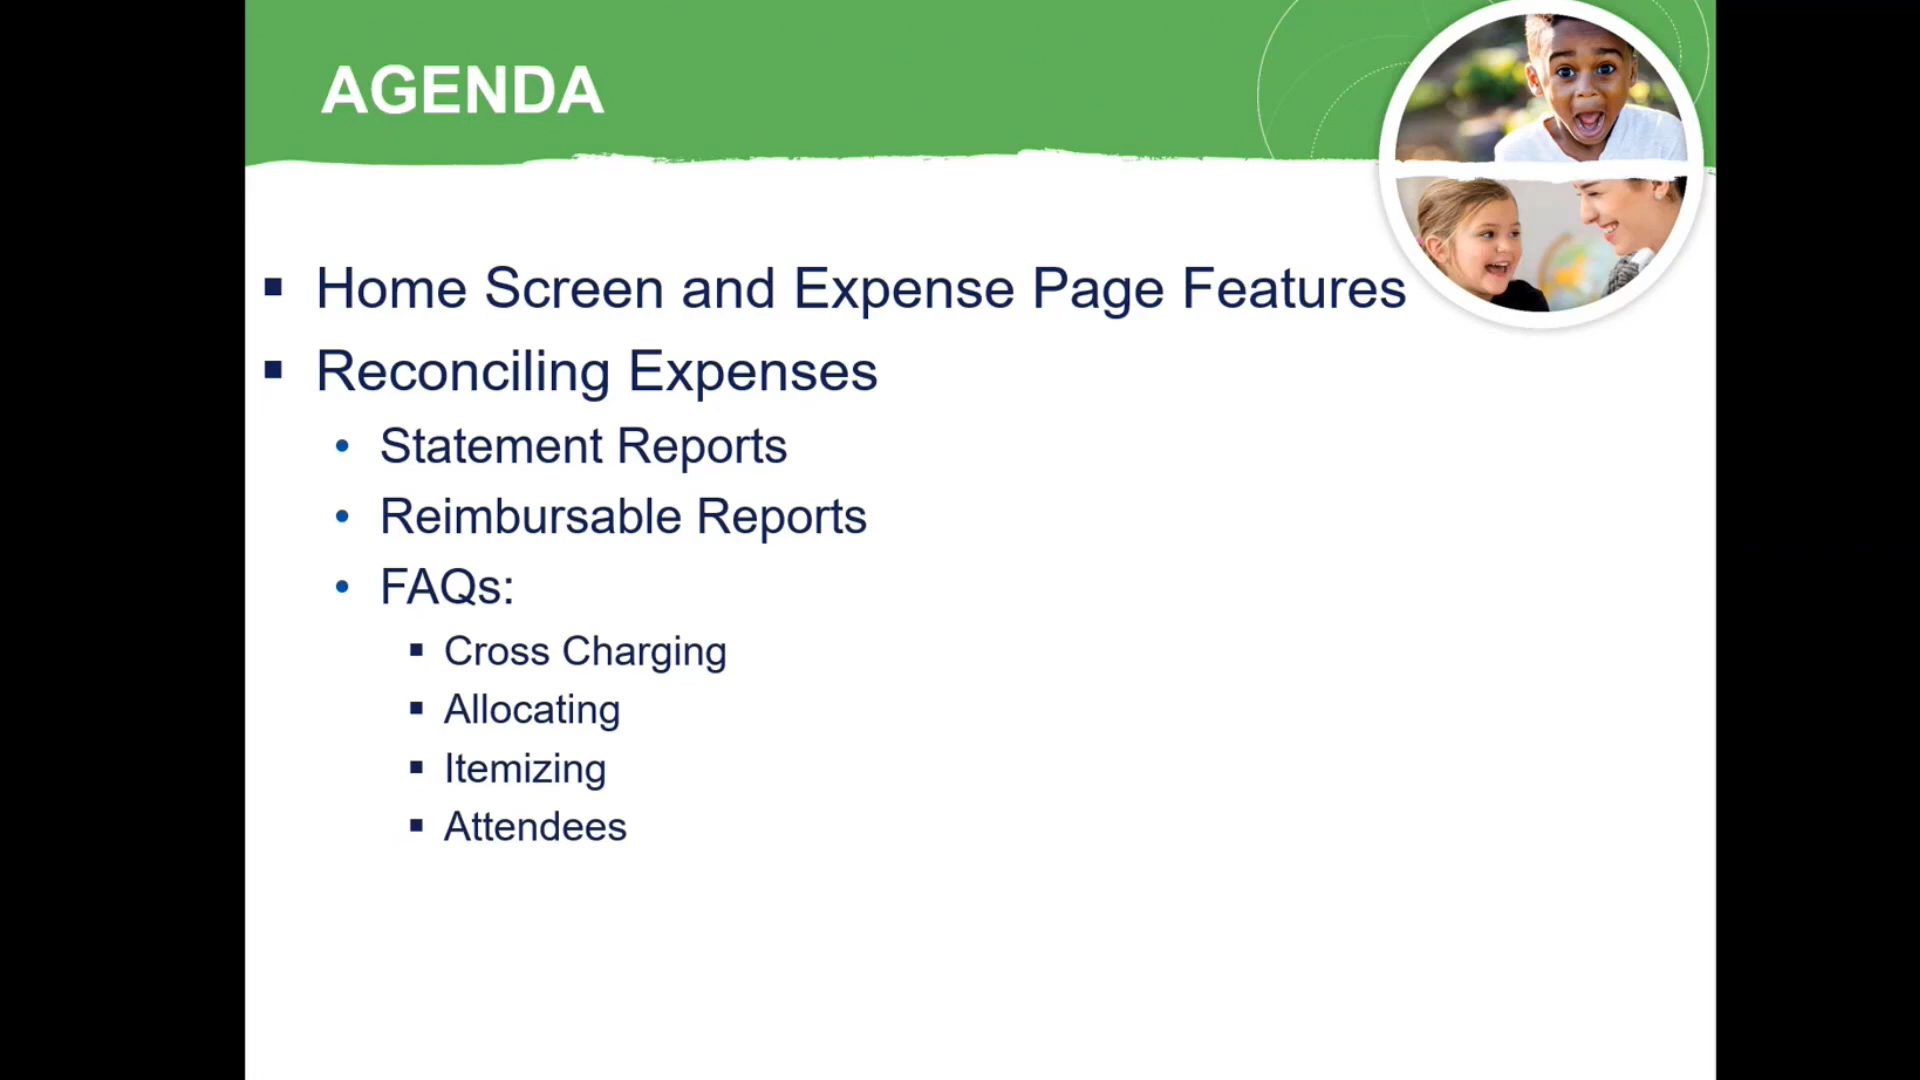 AGENDA
Home Screen and Expense Page Features
Reconciling Expenses
Statement Reports
Reimbursable Reports
FAQs:
Cross Charging
Allocating
Itemizing
Attendees